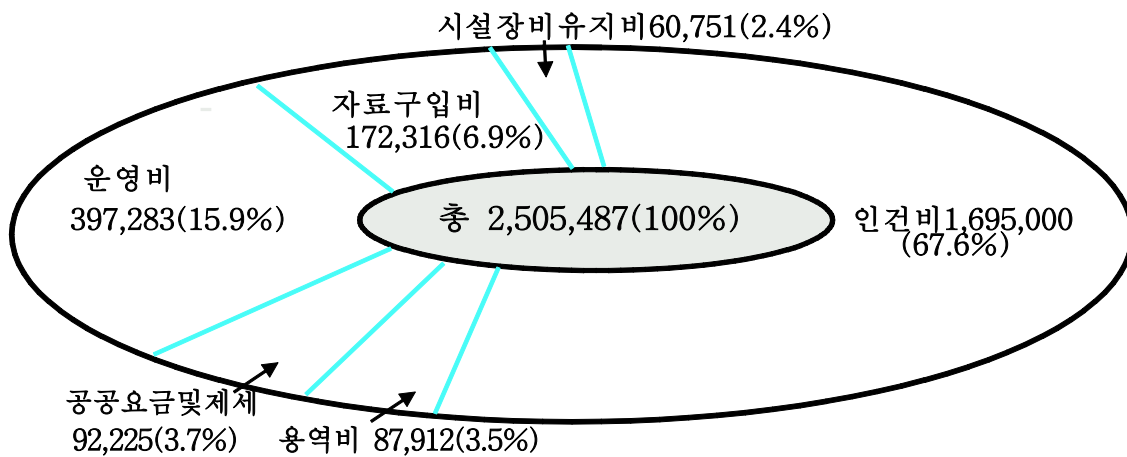 시설장비유지비60,751(2.4%)
자료구입비
172,316(6.9%)
운영비
397,283(15.9%)
총 2,505,487(100%)
인건비1,695,000
(67.6%)
공공요금및제세
92,225(3.7%)
용역비 87,912(3.5%)